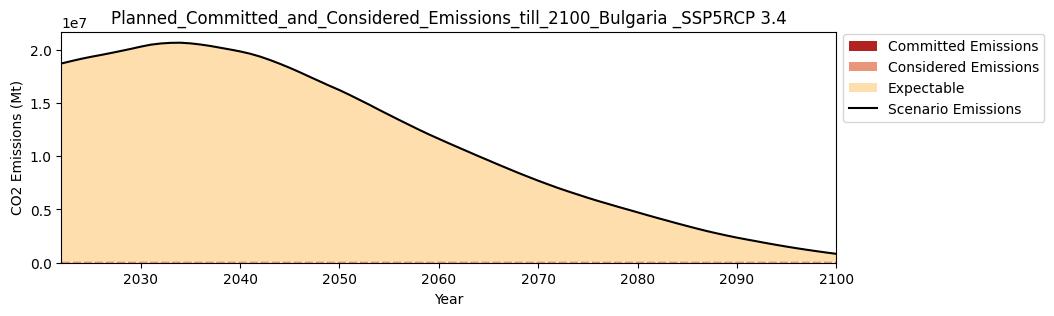 Planned_Committed_and_Considered_Emissions_till_2100_Bulgaria _SSP5RCP 3.4
1e7
Committed Emissions
Considered Emissions
Expectable
Scenario Emissions
CO2 Emissions (Mt)
2.0
1.5
1.0
0.5
0.0
2030 2040 2050 2060 2070 2080 2090 2100
Year